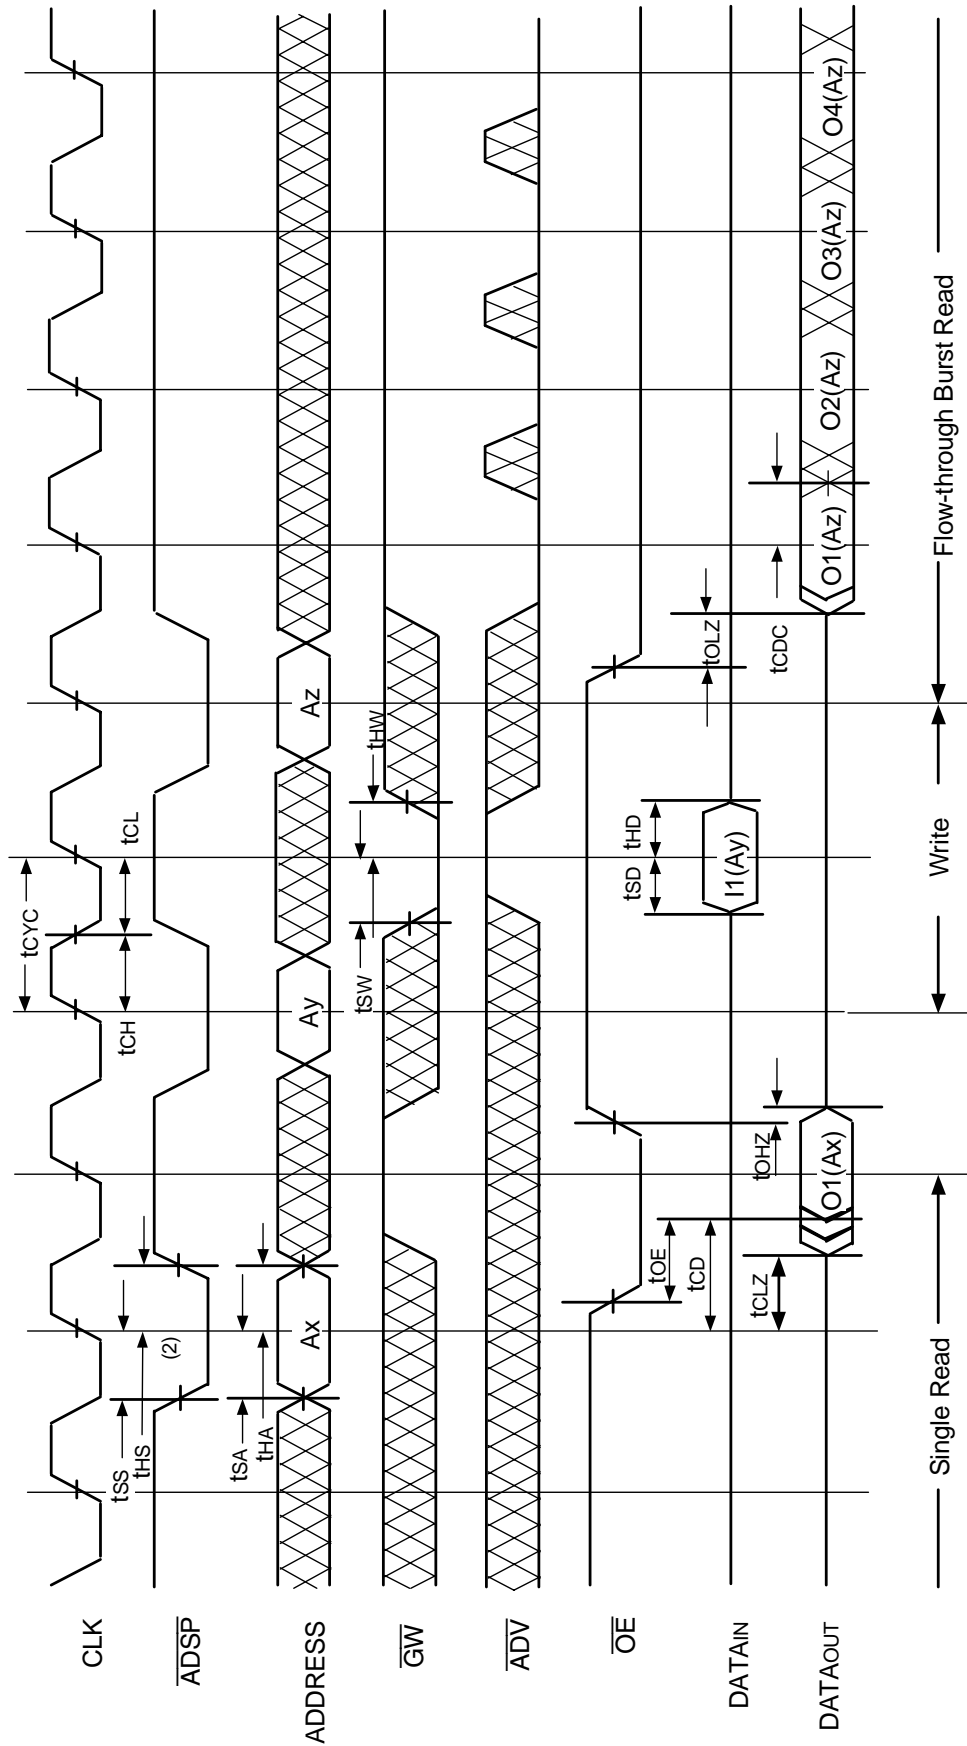 CLK
tCYC
tCH
tCL
ADSP
tSS
tHS
(2)
ADDRESS
tSA
tHA
Ax
Ay
Az
GW
tSW
tHW
ADV
OE
tOE
tCD
tOHZ
tOLZ
DATAIN
tSD
tHD
I1(Ay)
DATAOUT
tCLZ
tCDC
O1(Ax)
O1(Az)
O2(Az)
O3(Az)
O4(Az)
Single Read
Write
Flow-through Burst Read